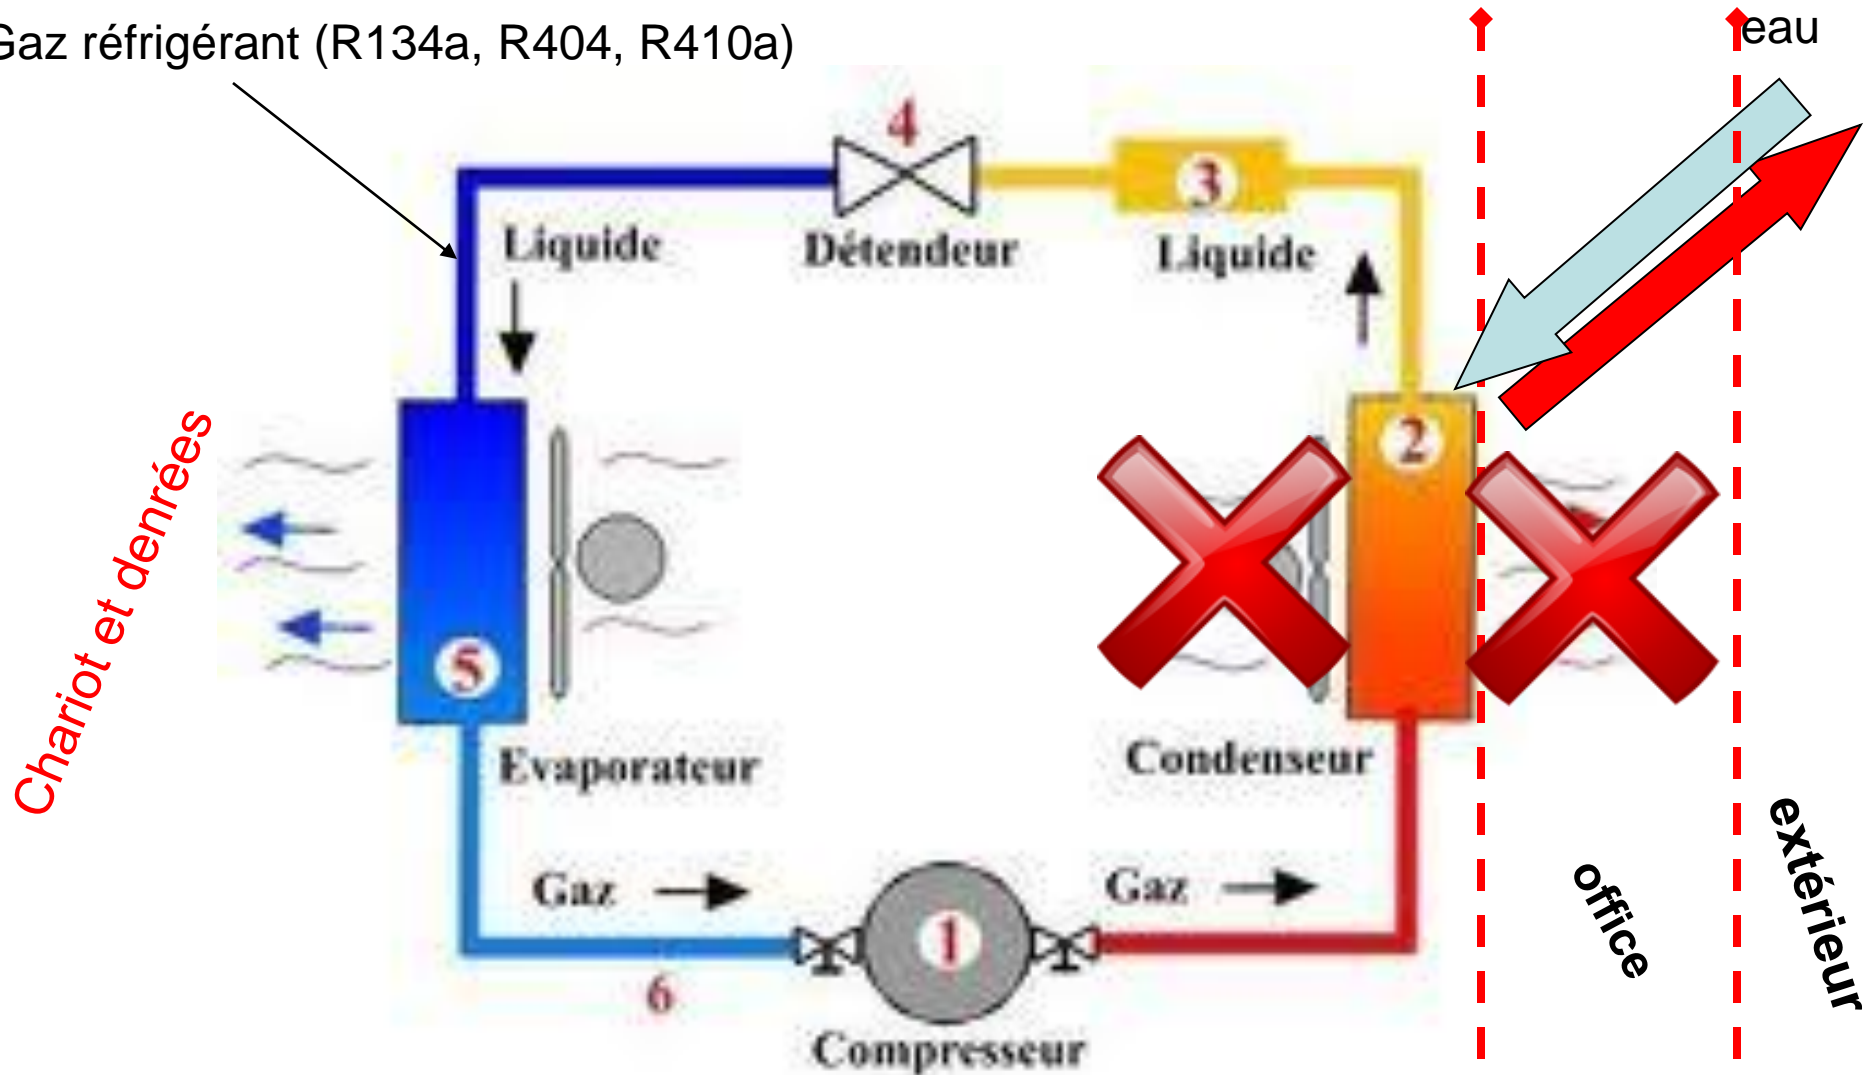 Gaz réfrigérant (R134a, R404, R410a)
eau
4
3
Liquide
Détendeur
Liquide
2
Chariot et denrées
5
Evaporateur
Condenseur
extérieur
office
Gaz
Gaz
1
6
Compresseur